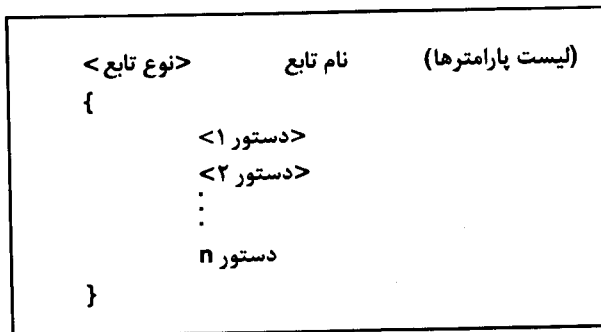 <نوع تابع> نام تابع (لیست پارامترها)
{
<دستور ۱>
<دستور ۲>
.
.
.
دستور n
}